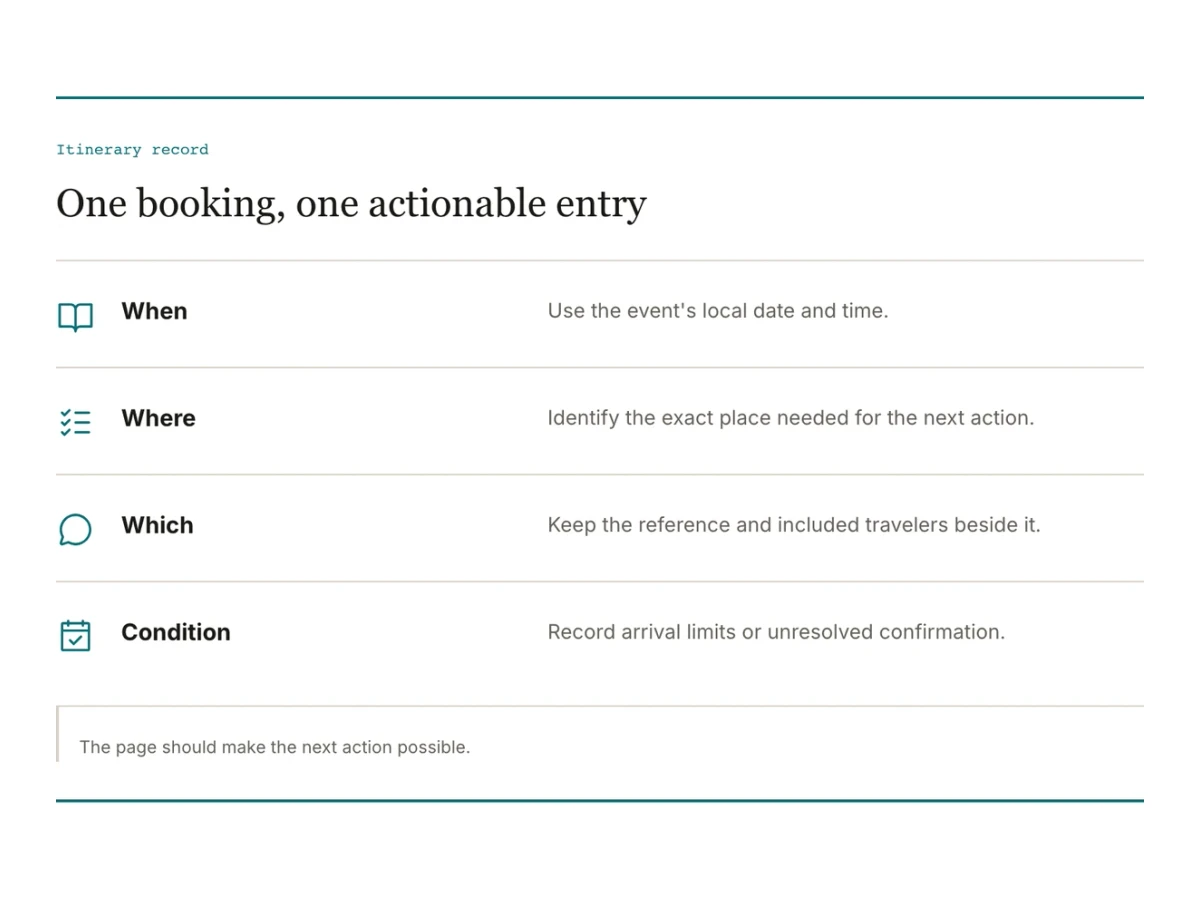 Itinerary record
One booking, one actionable entry
When
Use the event's local date and time.
Where
Identify the exact place needed for the next action.
Which
Keep the reference and included travelers beside it.
Condition
Record arrival limits or unresolved confirmation.
The page should make the next action possible.